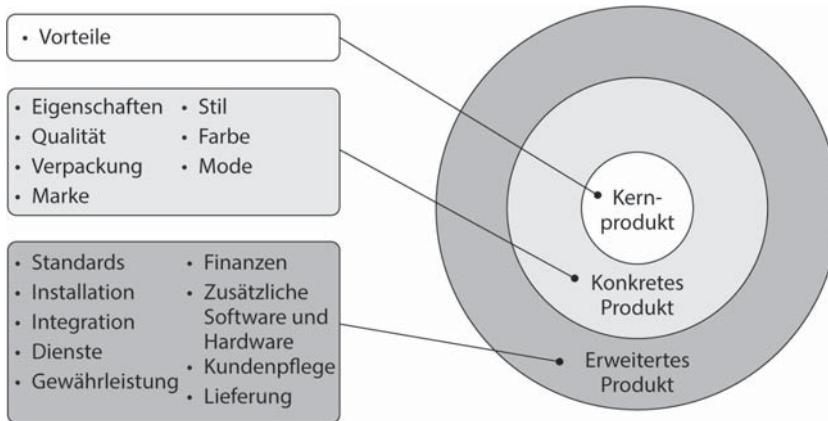 • Vorteile
• Eigenschaften
• Qualität
• Verpackung
• Marke
• Stil
• Farbe
• Mode
• Standards
• Installation
• Integration
• Dienste
• Gewährleistung
• Finanzen
• Zusätzliche
Software und
Hardware
• Kundenpflege
• Lieferung
Kern-
produkt
Konkretes
Produkt
Erweitertes
Produkt